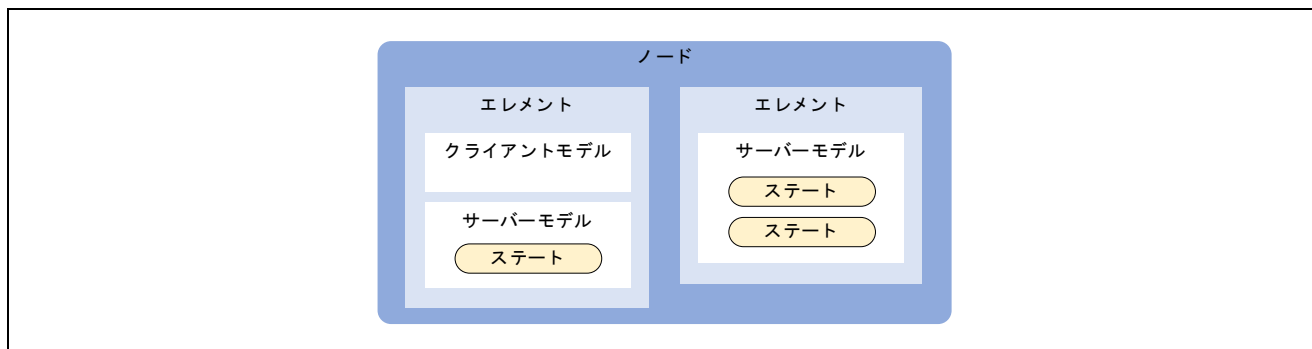 ノード
エレメント
クライアントモデル
サーバーモデル
ステート
エレメント
サーバーモデル
ステート
ステート